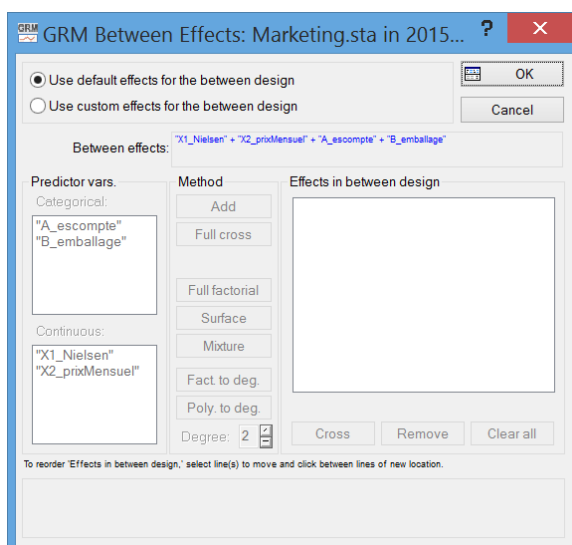 GRM
GRM Between Effects: Marketing.sta in 2015... ? X
Use default effects for the between design
OK
Use custom effects for the between design
Cancel
Between effects: "X1_Nielsen" + "X2_prixMensuel" + "A_escompte" + "B_emballage"
Predictor vars.
Method
Effects in between design
Categorical:
"A_escompte"
"B_emballage"
Add
Full cross
Full factorial
Surface
Mixture
Continuous:
"X1_Nielsen"
"X2_prixMensuel"
Fact. to deg.
Poly. to deg.
Degree: 2
Cross
Remove
Clear all
To reorder 'Effects in between design,' select line(s) to move and click between lines of new location.